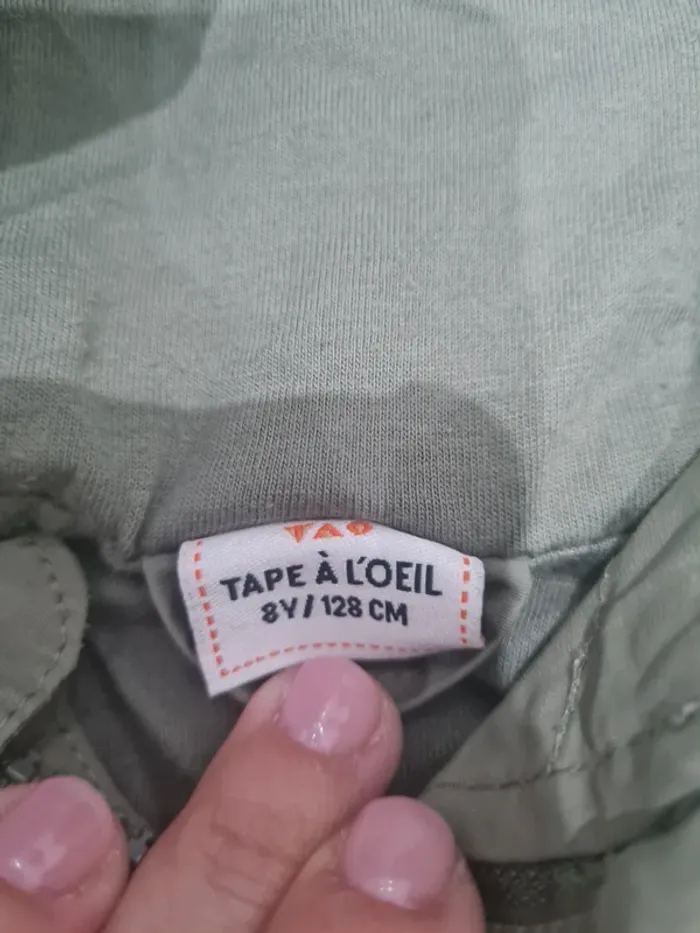 TAO
TAPE À L'OEIL
8Y/128 CM